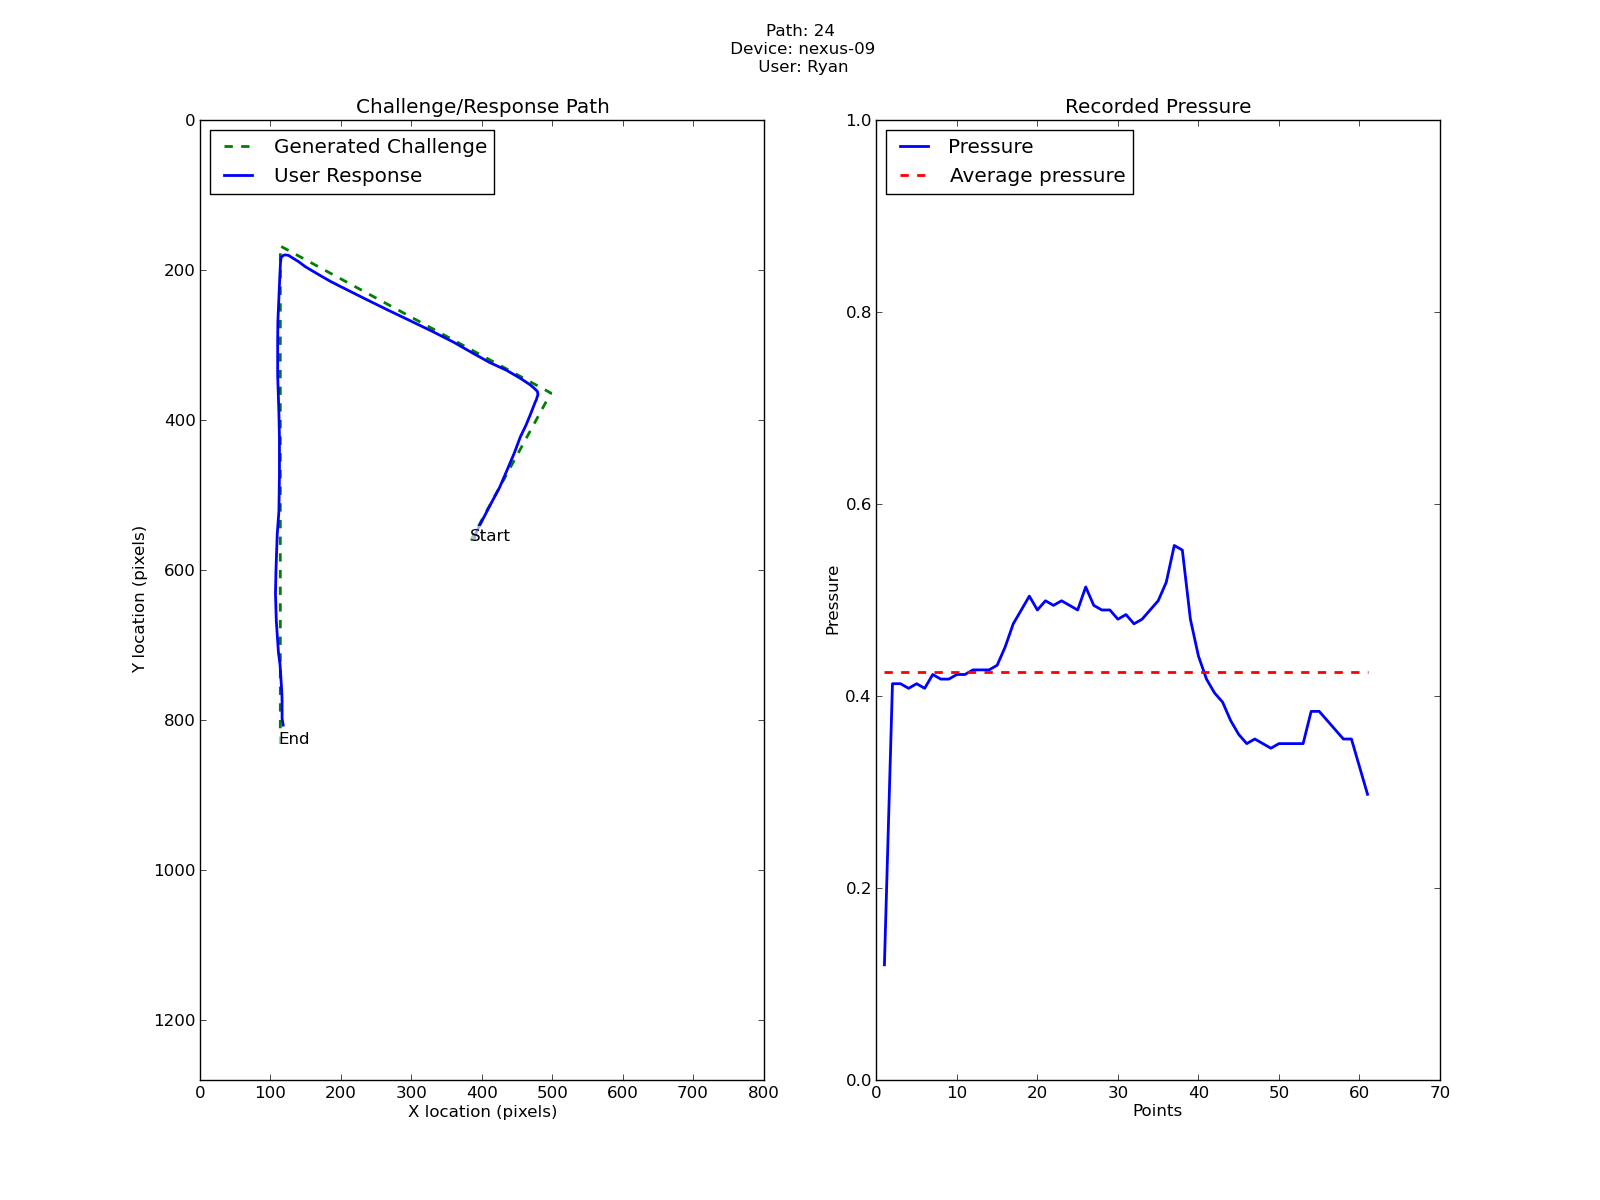 Path: 24
Device: nexus-09
User: Ryan
Challenge/Response Path
Generated Challenge
User Response
0
200
400
600
800
1000
1200
Y location (pixels)
Start
End
0 100 200 300 400 500 600 700 800
X location (pixels)
Recorded Pressure
Pressure
Average pressure
1.0
0.8
0.6
0.4
0.2
0.0
Pressure
0 10 20 30 40 50 60 70
Points